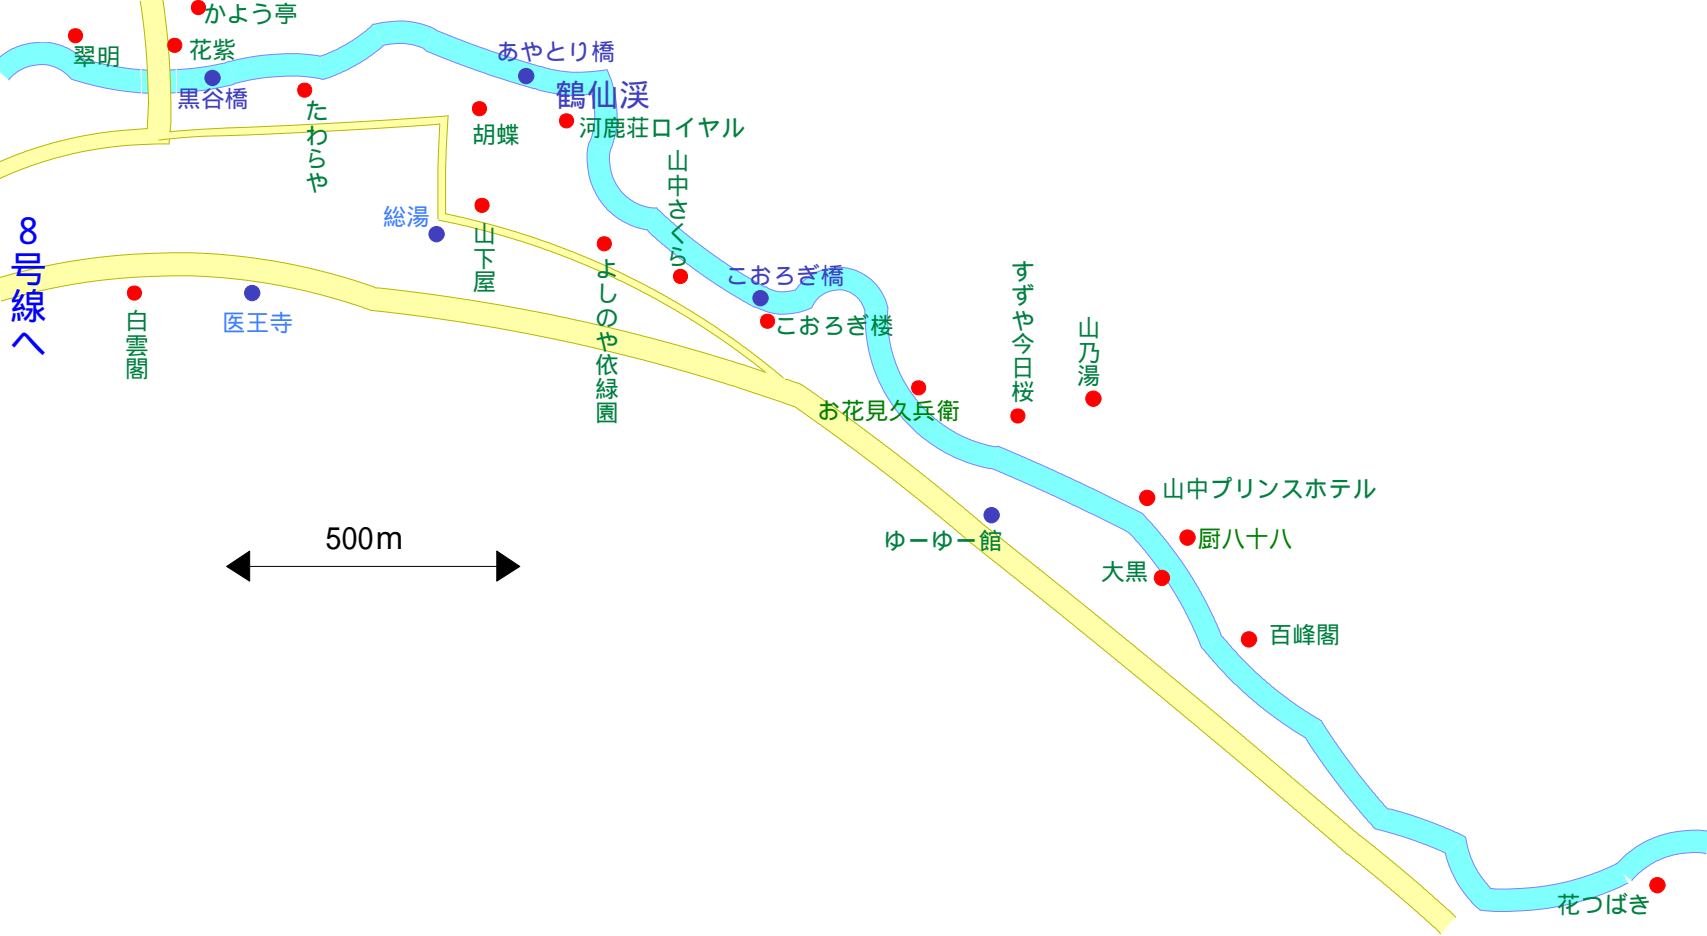 かよう亭
翠明
花紫
あやとり橋
黒谷橋
鶴仙渓
たわらや
胡蝶
河鹿荘ロイヤル
山中さくら
総湯
山下屋
8号線へ
よしのや依緑園
こおろぎ橋
こおろぎ楼
すずや今日桜
山乃湯
白雲閣
医王寺
お花見久兵衛
山中プリンスホテル
ゆーゆー館
厨八十八
500m
大黒
百峰閣
花つばき